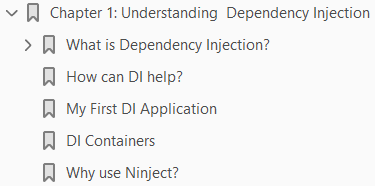 Chapter 1: Understanding  Dependency Injection
What is Dependency Injection?
How can DI help?
My First DI Application
DI Containers
Why use Ninject?